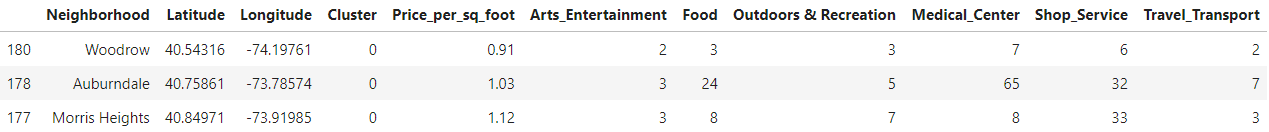 Neighborhood Latitude Longitude Cluster Price_per_sq_foot Arts_Entertainment Food Outdoors & Recreation Medical_Center Shop_Service Travel_Transport
180 Woodrow 40.54316 -74.19761 0 0.91 2 3 3 7 6 2
178 Auburndale 40.75861 -73.78574 0 1.03 3 24 5 65 32 7
177 Morris Heights 40.84971 -73.91985 0 1.12 3 8 7 8 33 3